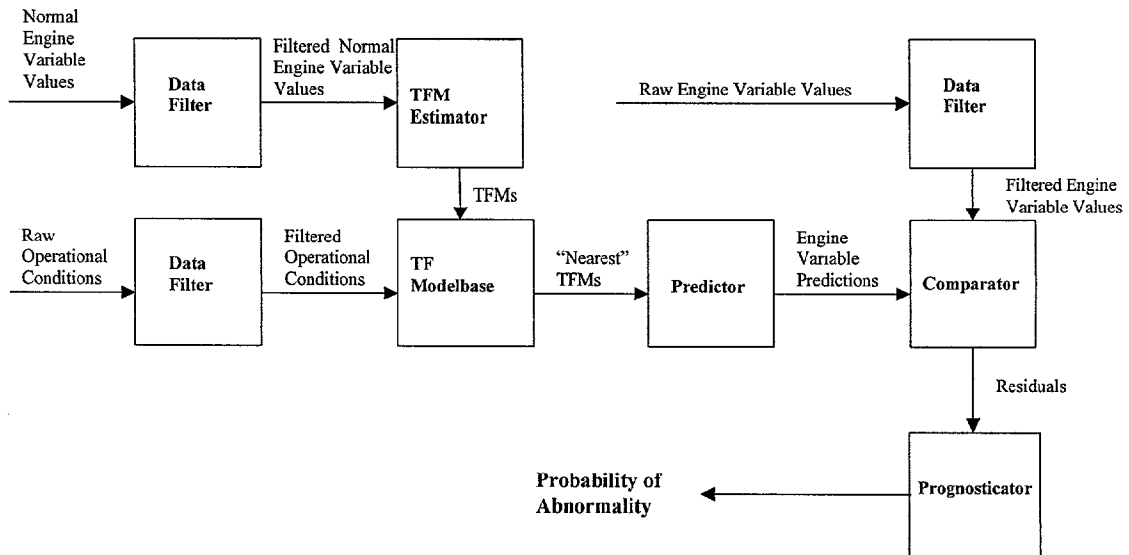 Normal
Engine
Variable
Values
Data
Filter
Filtered Normal
Engine Variable
Values
TFM
Estimator
Raw Engine Variable Values
Data
Filter
TFMs
Filtered Engine
Variable Values
Raw
Operational
Conditions
Data
Filter
Filtered
Operational
Conditions
TF
Modelbase
“Nearest”
TFMs
Predictor
Engine
Variable
Predictions
Comparator
Residuals
Prognosticator
Probability of
Abnormality